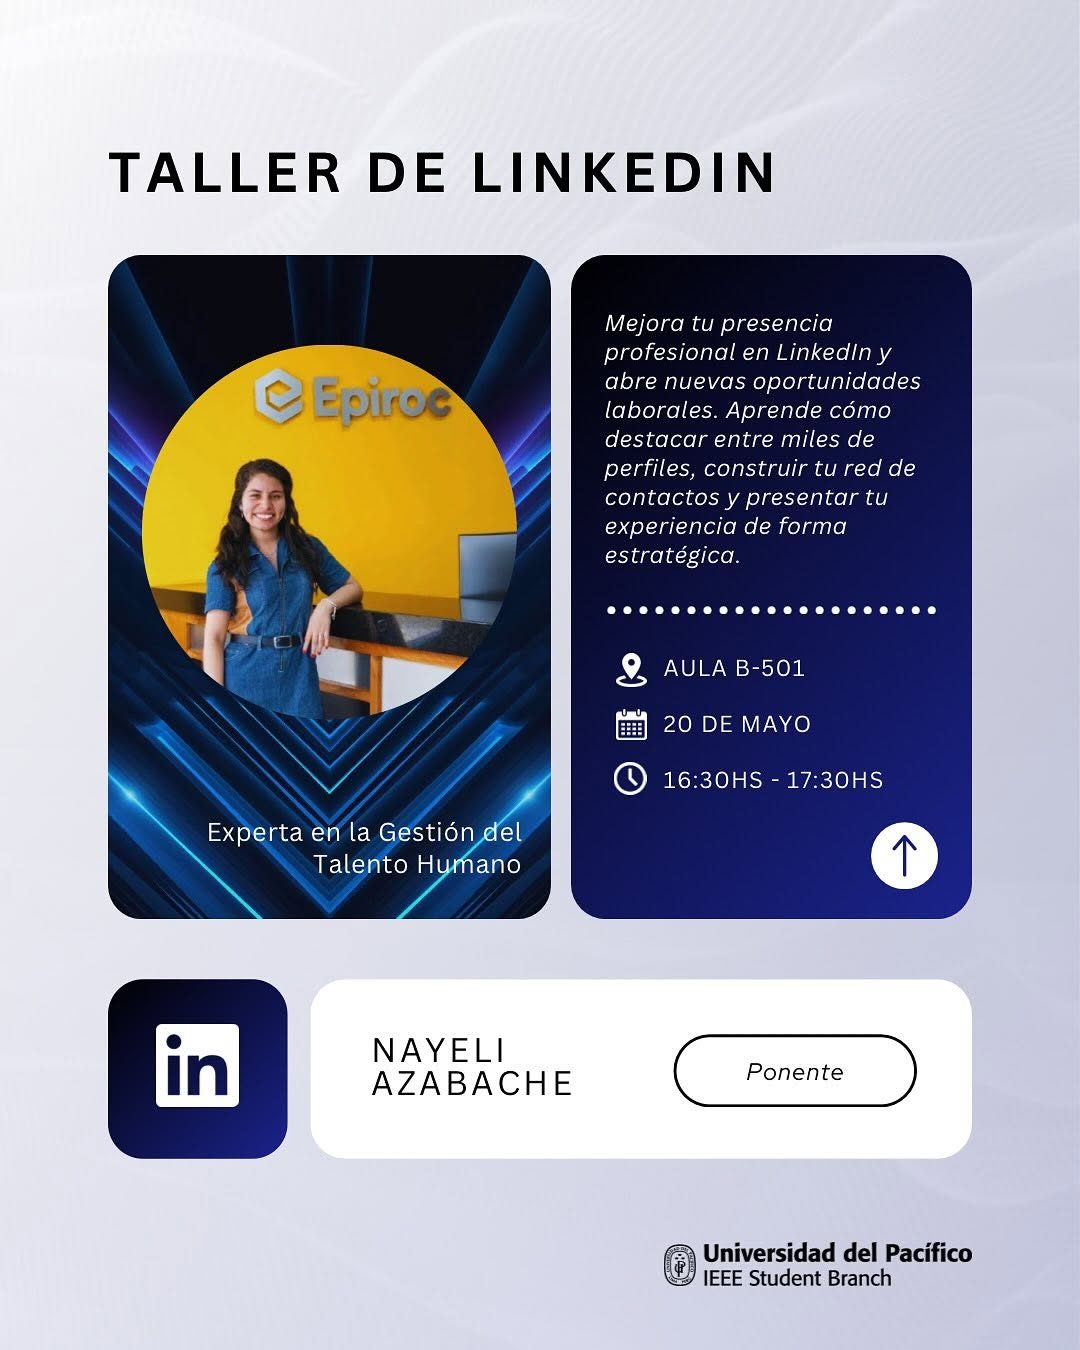 TALLER DE LINKEDIN
Epiroc
Experta en la Gestión del
Talento Humano
Mejora tu presencia
profesional en LinkedIn y
abre nuevas oportunidades
laborales. Aprende cómo
destacar entre miles de
perfiles, construir tu red de
contactos y presentar tu
experiencia de forma
estratégica.
AULA B-501
20 DE MAYO
16:30HS - 17:30HS
in
NAYELI
AZABACHE
Ponente
Universidad del Pacífico
IEEE Student Branch